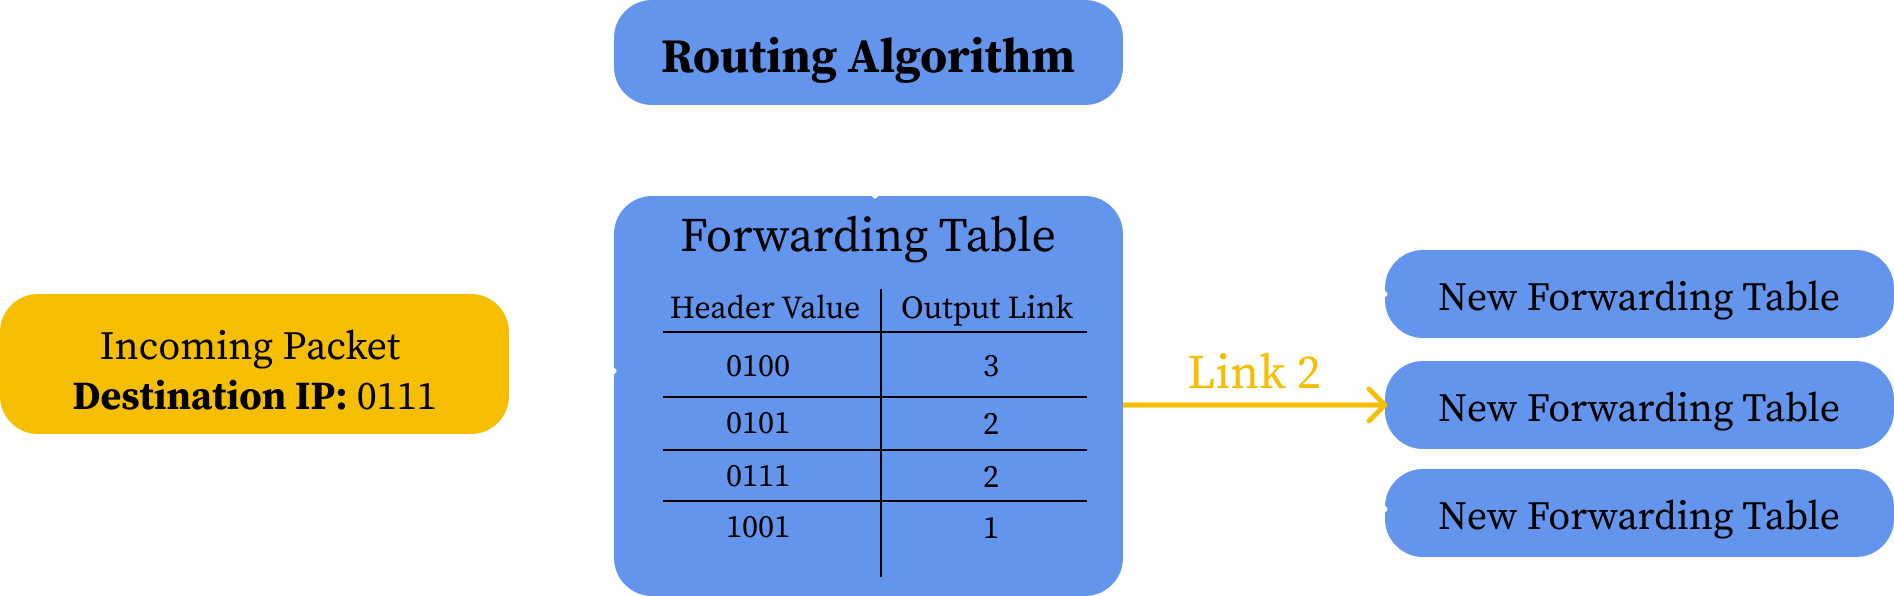 Routing Algorithm
Forwarding Table
Header Value Output Link
0100 3
0101 2
0111 2
1001 1
Incoming Packet
Destination IP: 0111
Link 2
New Forwarding Table
New Forwarding Table
New Forwarding Table